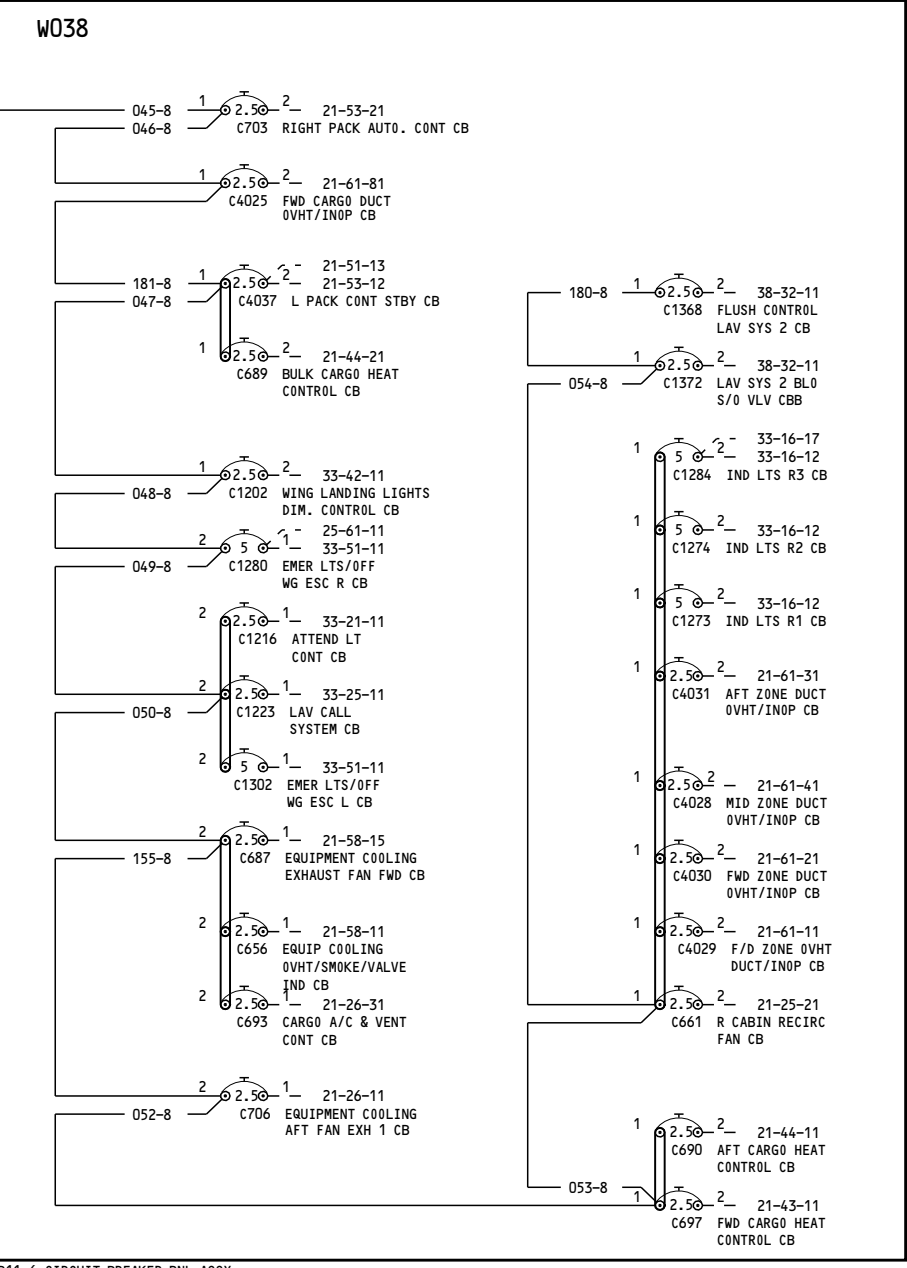 W038
045-8 1 2.5 2 21-53-21
046-8 C703 RIGHT PACK AUTO. CONT CB
1 2.5 2 21-61-81
C4025 FWD CARGO DUCT
OVHT/INOP CB
21-51-13
181-8 1 2.5 2 21-53-12
047-8 C4037 L PACK CONT STBY CB
1 2.5 2 21-44-21
C689 BULK CARGO HEAT
CONTROL CB
1 2.5 2 33-42-11
048-8 C1202 WING LANDING LIGHTS
DIM. CONTROL CB
25-61-11
2 5 1 33-51-11
049-8 C1280 EMER LTS/OFF
WG ESC R CB
2 2.5 1 33-21-11
C1216 ATTEND LT
CONT CB
2 2.5 1 33-25-11
050-8 C1223 LAV CALL
SYSTEM CB
2 5 1 33-51-11
C1302 EMER LTS/OFF
WG ESC L CB
2 2.5 1 21-58-15
155-8 C687 EQUIPMENT COOLING
EXHAUST FAN FWD CB
2 2.5 1 21-58-11
C656 EQUIP COOLING
OVHT/SMOKE/VALVE
IND CB
2 2.5 1 21-26-31
C693 CARGO A/C & VENT
CONT CB
2 2.5 1 21-26-11
052-8 C706 EQUIPMENT COOLING
AFT FAN EXH 1 CB
180-8 1 2.5 2 38-32-11
C1368 FLUSH CONTROL
LAV SYS 2 CB
1 2.5 2 38-32-11
054-8 C1372 LAV SYS 2 BLO
S/O VLV CBB
33-16-17
1 5 2 33-16-12
C1284 IND LTS R3 CB
1 5 2 33-16-12
C1274 IND LTS R2 CB
1 5 2 33-16-12
C1273 IND LTS R1 CB
1 2.5 2 21-61-31
C4031 AFT ZONE DUCT
OVHT/INOP CB
1 2.5 2 21-61-41
C4028 MID ZONE DUCT
OVHT/INOP CB
1 2.5 2 21-61-21
C4030 FWD ZONE DUCT
OVHT/INOP CB
1 2.5 2 21-61-11
C4029 F/D ZONE OVHT
DUCT/INOP CB
1 2.5 2 21-25-21
C661 R CABIN RECIRC
FAN CB
1 2.5 2 21-44-11
C690 AFT CARGO HEAT
CONTROL CB
053-8 1 2.5 2 21-43-11
C697 FWD CARGO HEAT
CONTROL CB